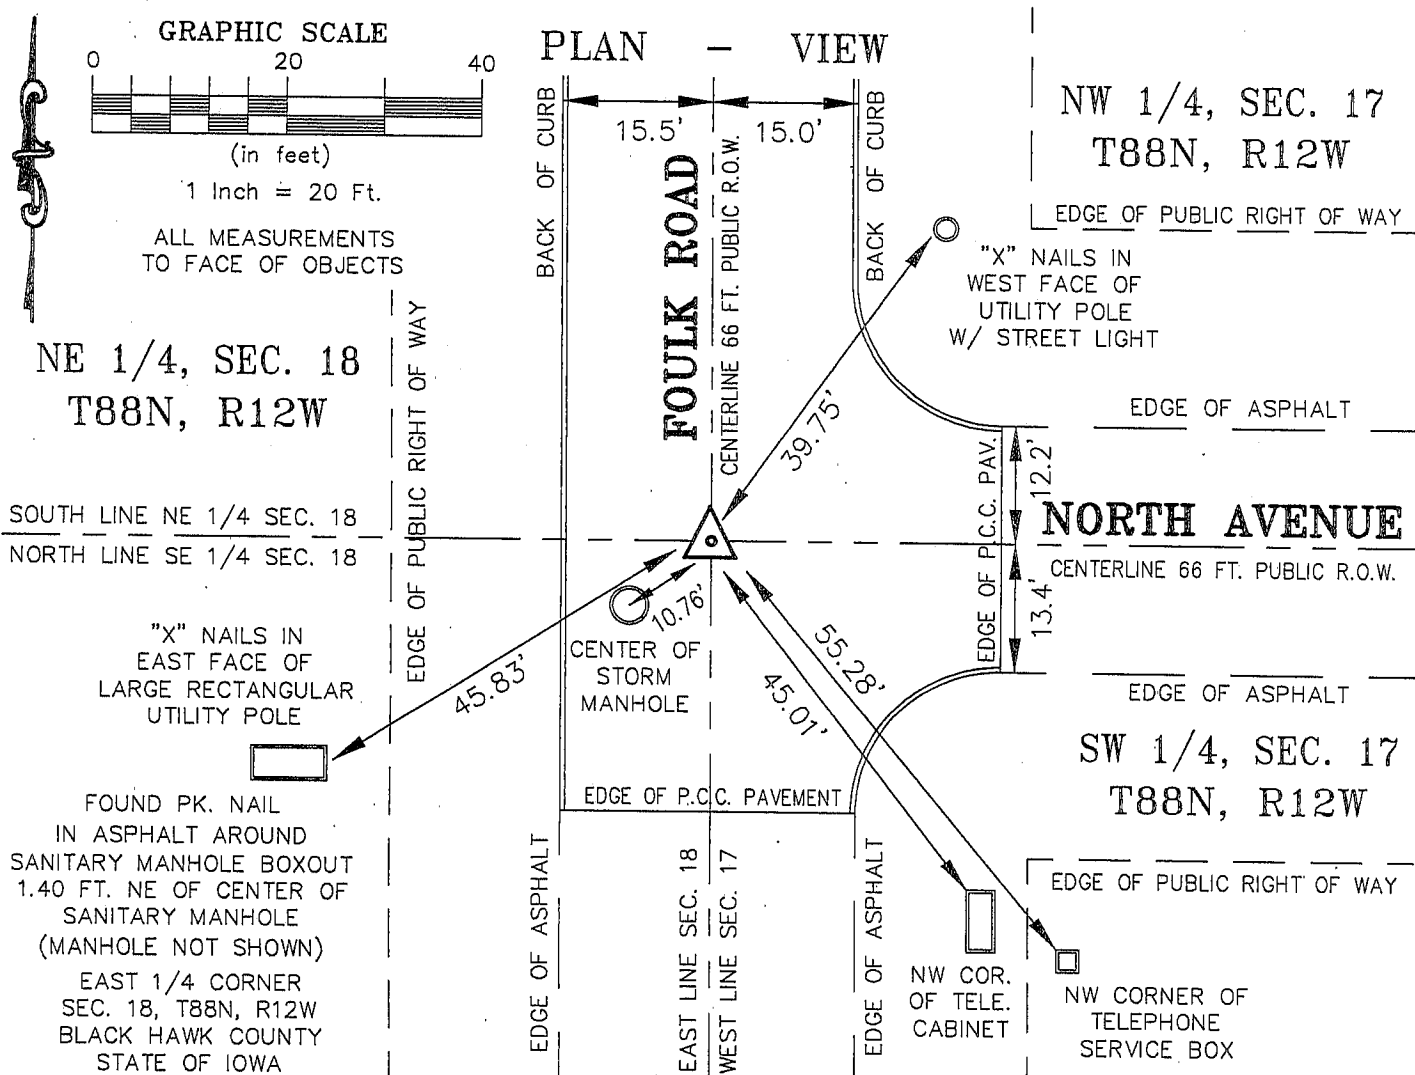 GRAPHIC SCALE
0 20 40
(in feet)
1 Inch = 20 Ft.
ALL MEASUREMENTS
TO FACE OF OBJECTS
PLAN - VIEW
15.5'
15.0'
BACK OF CURB
BACK OF CURB
FOULK ROAD
CENTERLINE 66 FT. PUBLIC R.O.W.
NW 1/4, SEC. 17
T88N, R12W
EDGE OF PUBLIC RIGHT OF WAY
"X" NAILS IN
WEST FACE OF
UTILITY POLE
W/ STREET LIGHT
39.75'
NE 1/4, SEC. 18
T88N, R12W
EDGE OF PUBLIC RIGHT OF WAY
EDGE OF ASPHALT
12.2'
EDGE OF P.C.C. PAV.
NORTH AVENUE
CENTERLINE 66 FT. PUBLIC R.O.W.
13.4'
SOUTH LINE NE 1/4 SEC. 18
NORTH LINE SE 1/4 SEC. 18
"X" NAILS IN
EAST FACE OF
LARGE RECTANGULAR
UTILITY POLE
45.83'
10.76'
CENTER OF
STORM
MANHOLE
55.28'
45.01'
EDGE OF ASPHALT
SW 1/4, SEC. 17
T88N, R12W
EDGE OF PUBLIC RIGHT OF WAY
EDGE OF P.C.C. PAVEMENT
FOUND PK. NAIL
IN ASPHALT AROUND
SANITARY MANHOLE BOXOUT
1.40 FT. NE OF CENTER OF
SANITARY MANHOLE
(MANHOLE NOT SHOWN)
EAST 1/4 CORNER
SEC. 18, T88N, R12W
BLACK HAWK COUNTY
STATE OF IOWA
EDGE OF ASPHALT
EAST LINE SEC. 18
WEST LINE SEC. 17
EDGE OF ASPHALT
NW COR.
OF TELE.
CABINET
NW CORNER OF
TELEPHONE
SERVICE BOX